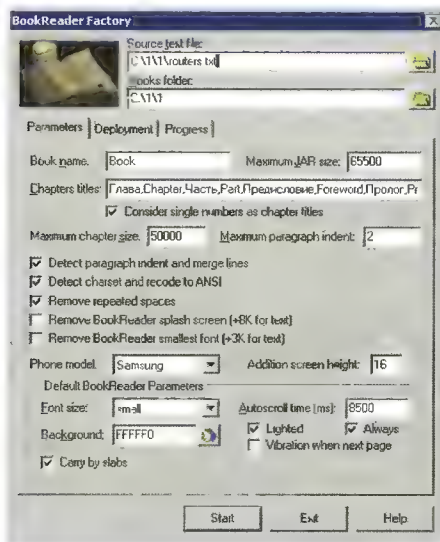 BookReader Factory
Source text file:
C:\1\1\routers.txt
Books folder:
C:\1\1\
Parameters Deployment Progress
Book name: Book Maximum JAR size: 65500
Chapters titles: Глава,Chapter,Часть,Part,Предисловие,Foreword,Пролог,Pr
Consider single numbers as chapter titles
Maximum chapter size: 50000 Maximum paragraph indent: 2
Detect paragraph indent and merge lines
Detect charset and recode to ANSI
Remove repeated spaces
Remove BookReader splash screen (+8K for text)
Remove BookReader smallest font (+3K for text)
Phone model: Samsung Addition screen height: 16
Default BookReader Parameters
Font size: small Autoscroll time [ms]: 8500
Background: FFFFF0 Lighted Always
Vibration when next page
Carry by slabs
Start Exit Help